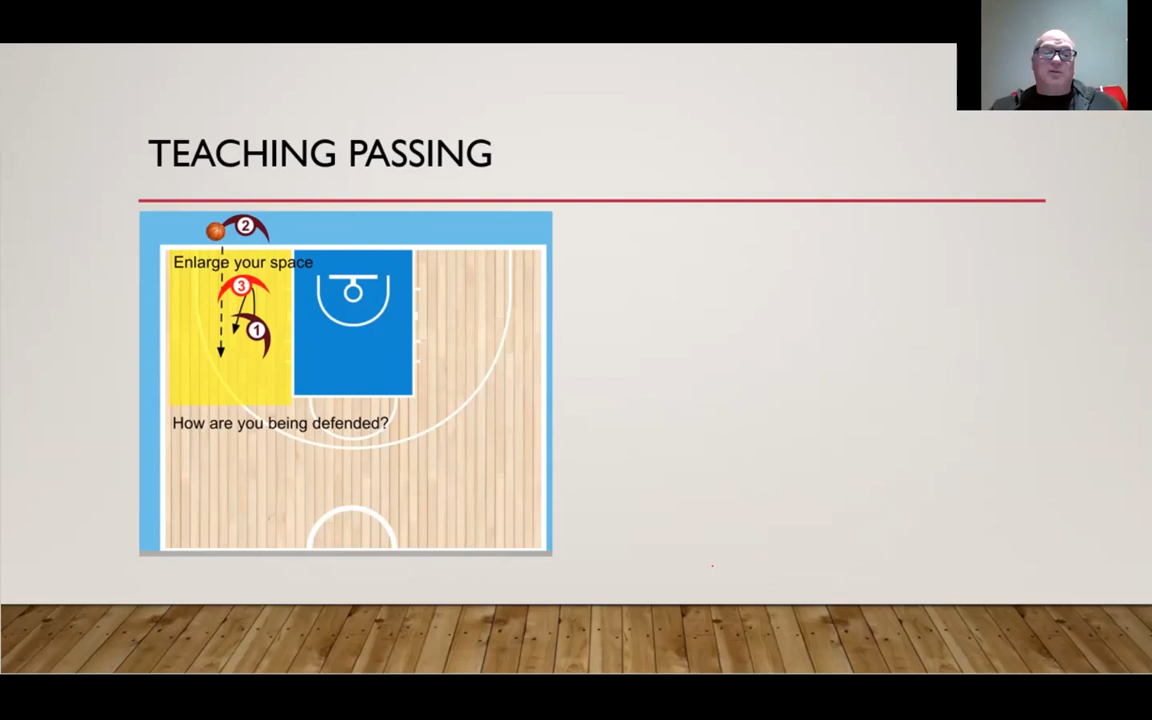 TEACHING PASSING
2
Enlarge your space
3
1
How are you being defended?